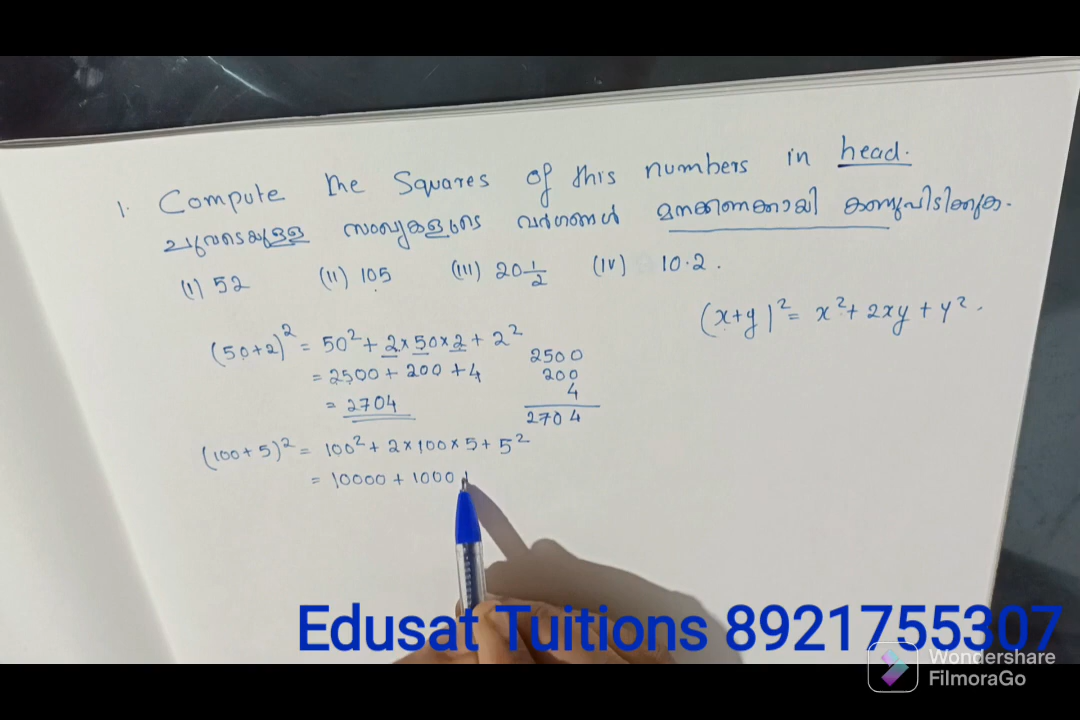 1. Compute the Squares of this numbers in head.
ചുവടെയുള്ള സംഖ്യകളുടെ വർഗങ്ങൾ മനക്കണക്കായി കണ്ടുപിടിക്കുക.
(I) 52 (II) 105 (III) 20 1/2 (IV) 10.2.
(x+y)² = x² + 2xy + y².
(50+2)² = 50² + 2×50×2 + 2²
= 2500 + 200 + 4
= 2704
2500
200
4
2704
(100+5)² = 100² + 2×100×5 + 5²
= 10000 + 1000
Edusat Tuitions 8921755307
Wondershare
FilmoraGo